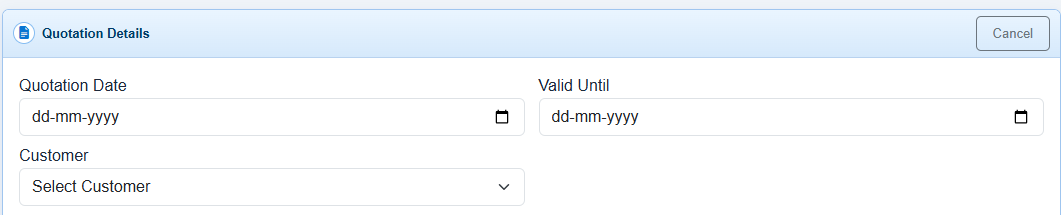 Quotation Details
Cancel
Quotation Date
Valid Until
dd-mm-yyyy
dd-mm-yyyy
Customer
Select Customer